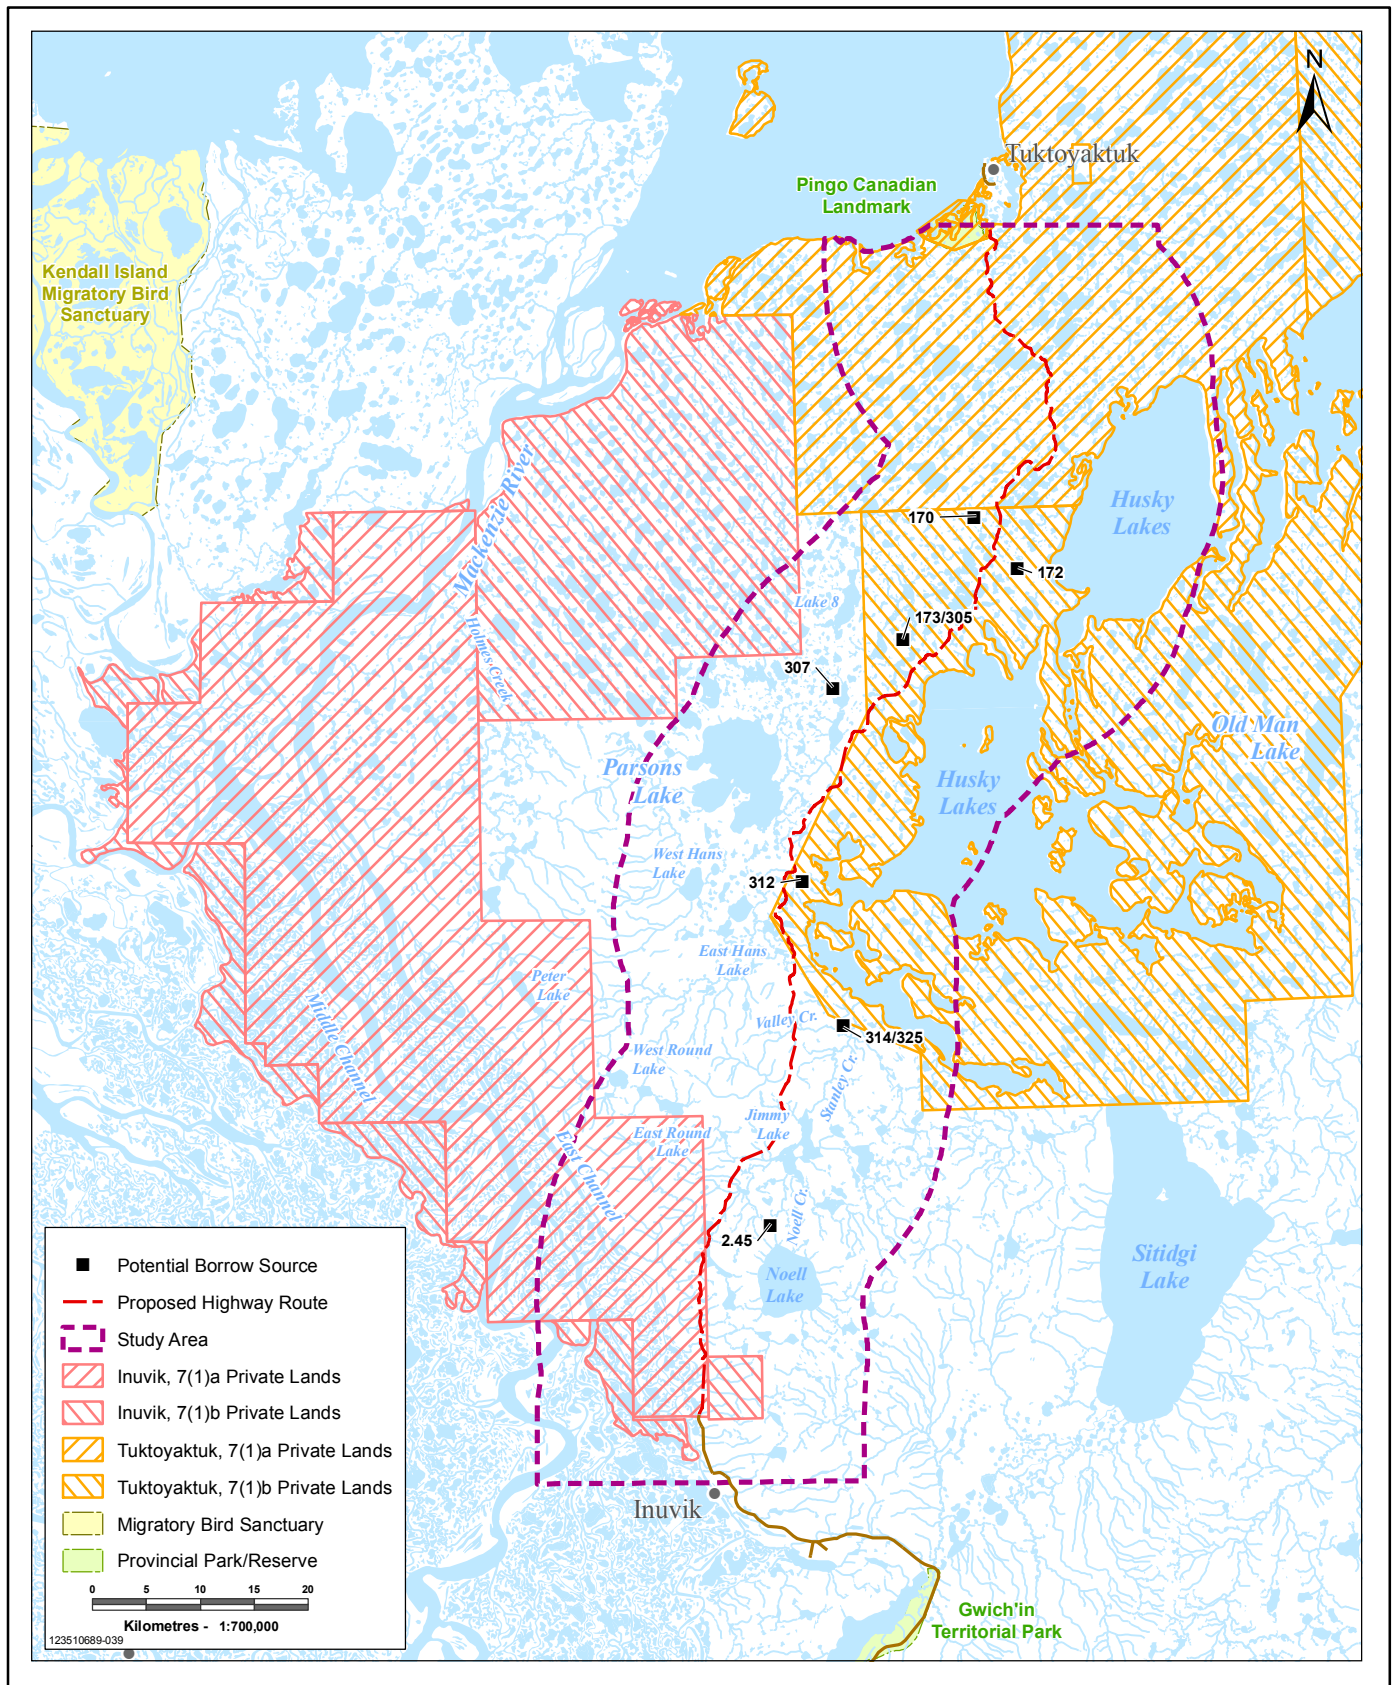 N
Tuktoyaktuk
Pingo Canadian
Landmark
Kendall Island
Migratory Bird
Sanctuary
Mackenzie River
Husky
Lakes
170
172
Lake 8
173/305
Holmes Creek
307
Old Man
Lake
Parsons
Lake
Husky
Lakes
West Hans
Lake
312
East Hans
Lake
Peter
Lake
Middle Channel
Valley Cr.
314/325
West Round
Lake
Stanley Cr.
Jimmy
Lake
East Round
Lake
East Channel
Noell Cr.
2.45
Noell
Lake
Sitidgi
Lake
Potential Borrow Source
Proposed Highway Route
Study Area
Inuvik, 7(1)a Private Lands
Inuvik, 7(1)b Private Lands
Tuktoyaktuk, 7(1)a Private Lands
Tuktoyaktuk, 7(1)b Private Lands
Migratory Bird Sanctuary
Provincial Park/Reserve
0 5 10 15 20
Kilometres - 1:700,000
123510689-039
Inuvik
Gwich'in
Territorial Park